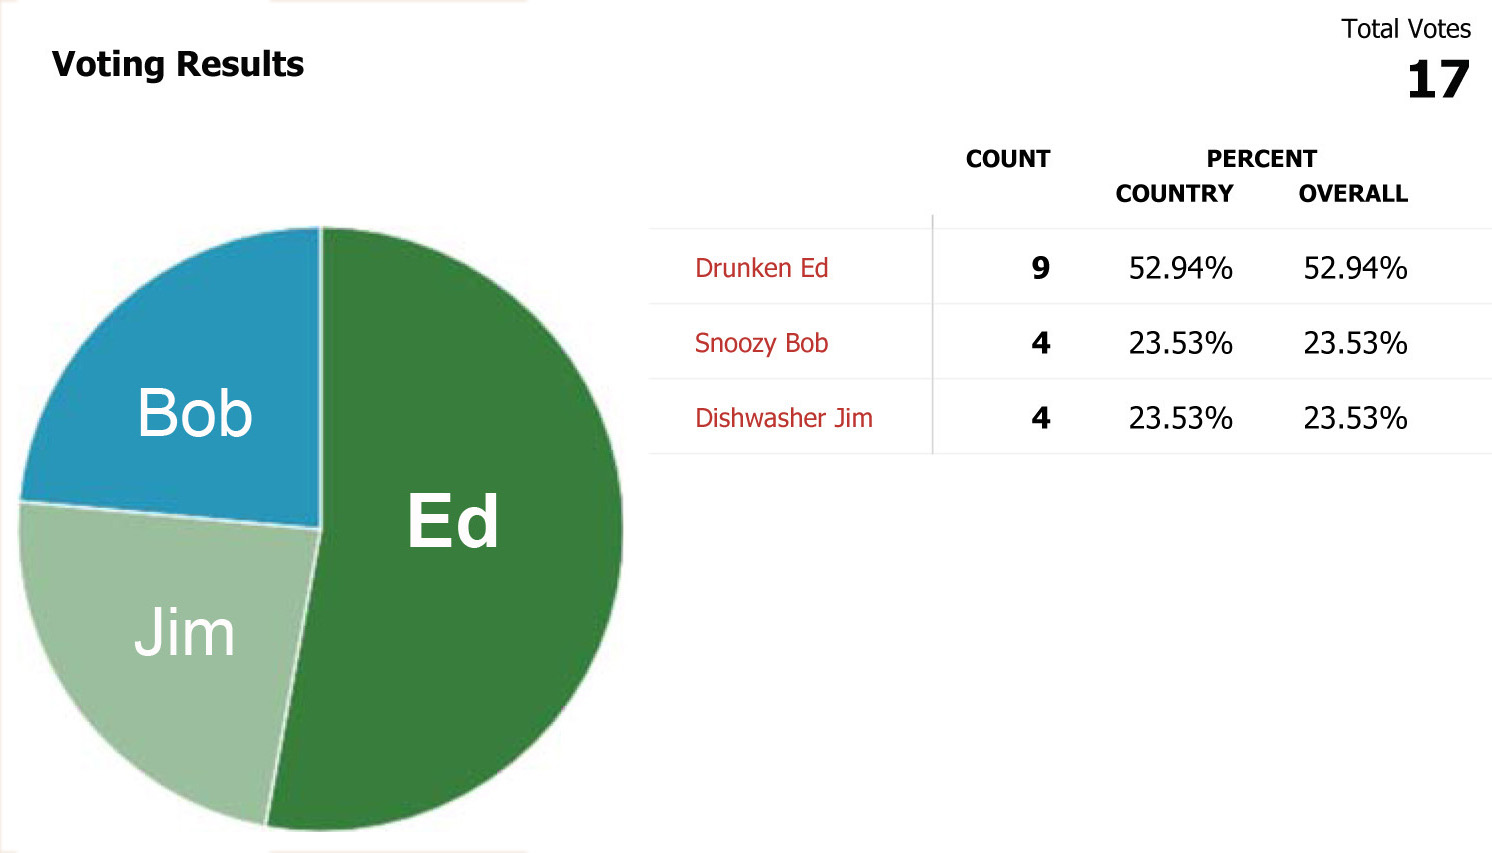 Voting Results
Total Votes
17
COUNT PERCENT
COUNTRY OVERALL
Drunken Ed 9 52.94% 52.94%
Snoozy Bob 4 23.53% 23.53%
Dishwasher Jim 4 23.53% 23.53%
Bob
Ed
Jim